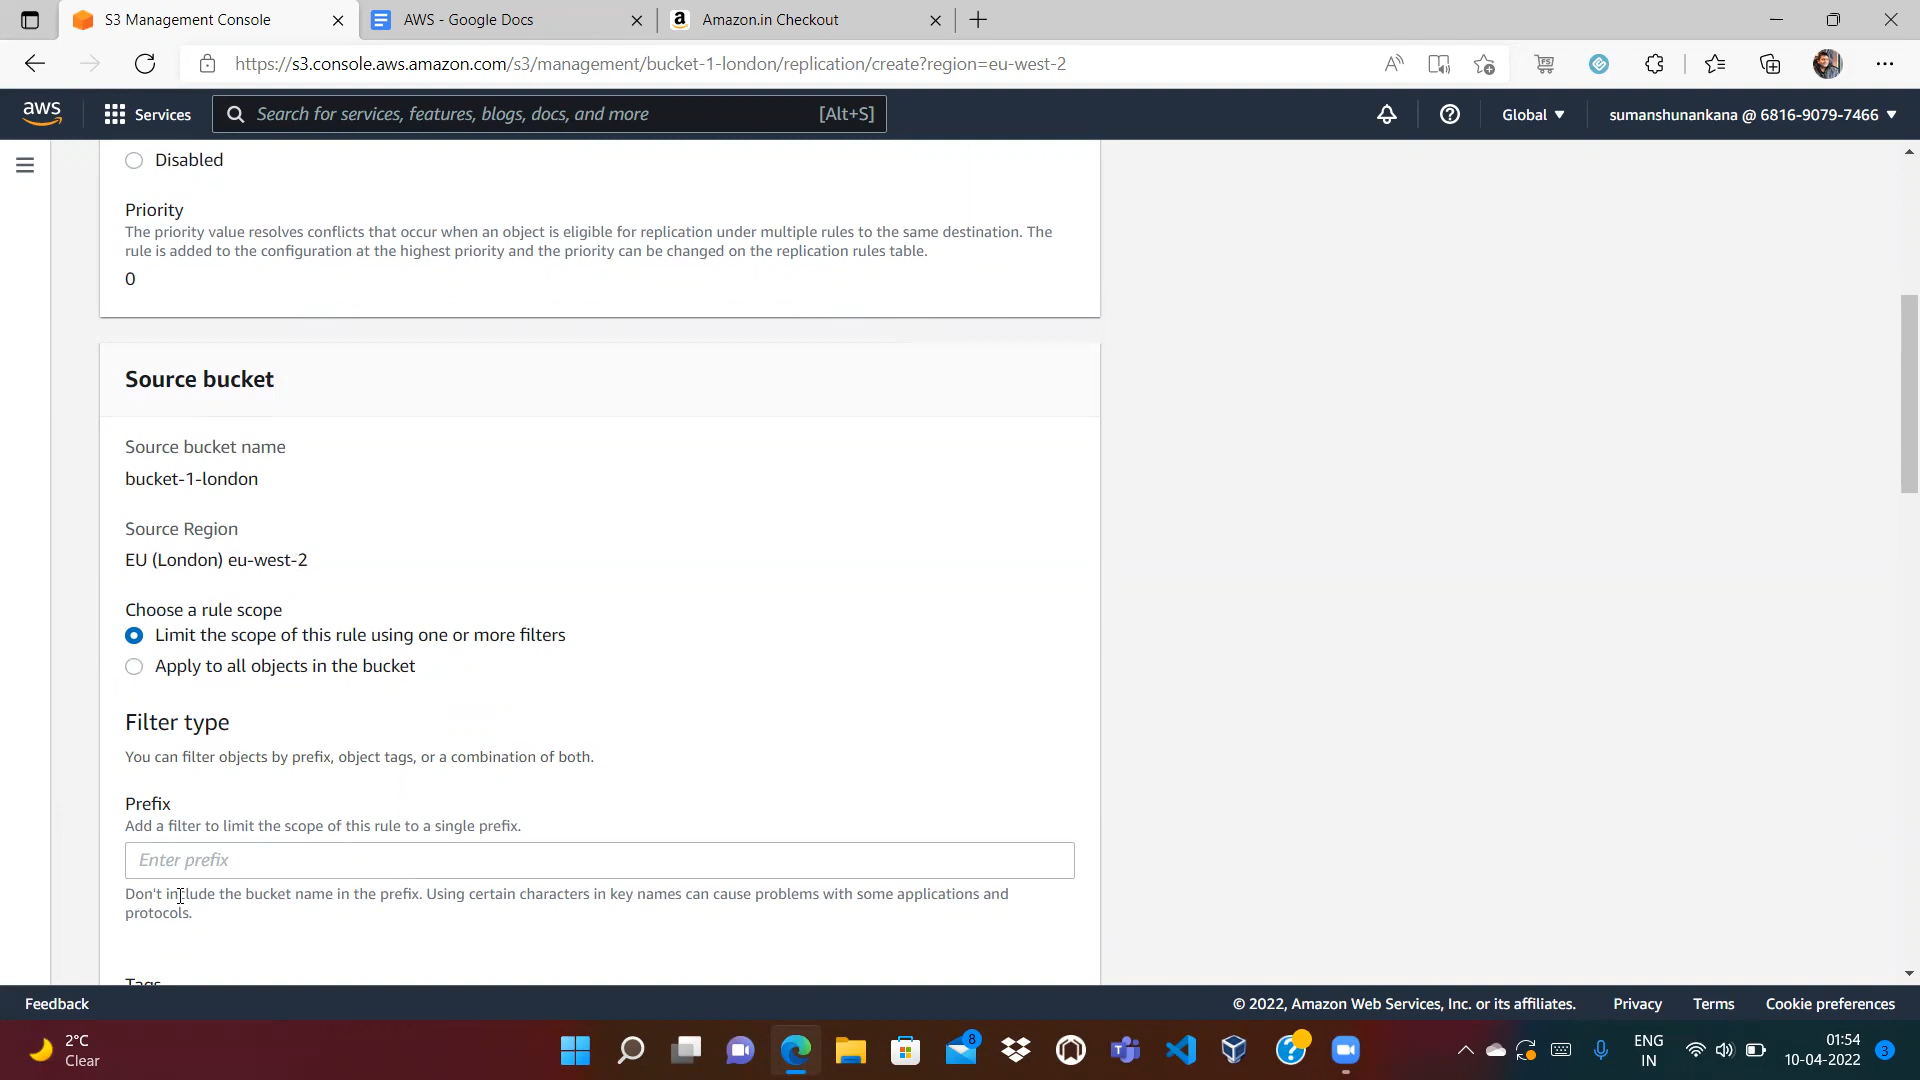 S3 Management Console
AWS - Google Docs
Amazon.in Checkout
https://s3.console.aws.amazon.com/s3/management/bucket-1-london/replication/create?region=eu-west-2
aws
Services
Search for services, features, blogs, docs, and more
[Alt+S]
Global
sumanshunankana @ 6816-9079-7466
Disabled
Priority
The priority value resolves conflicts that occur when an object is eligible for replication under multiple rules to the same destination. The
rule is added to the configuration at the highest priority and the priority can be changed on the replication rules table.
0
Source bucket
Source bucket name
bucket-1-london
Source Region
EU (London) eu-west-2
Choose a rule scope
Limit the scope of this rule using one or more filters
Apply to all objects in the bucket
Filter type
You can filter objects by prefix, object tags, or a combination of both.
Prefix
Add a filter to limit the scope of this rule to a single prefix.
Enter prefix
Don't include the bucket name in the prefix. Using certain characters in key names can cause problems with some applications and
protocols.
Tags
Feedback
© 2022, Amazon Web Services, Inc. or its affiliates.
Privacy
Terms
Cookie preferences
2°C
Clear
8
ENG
IN
01:54
10-04-2022
3